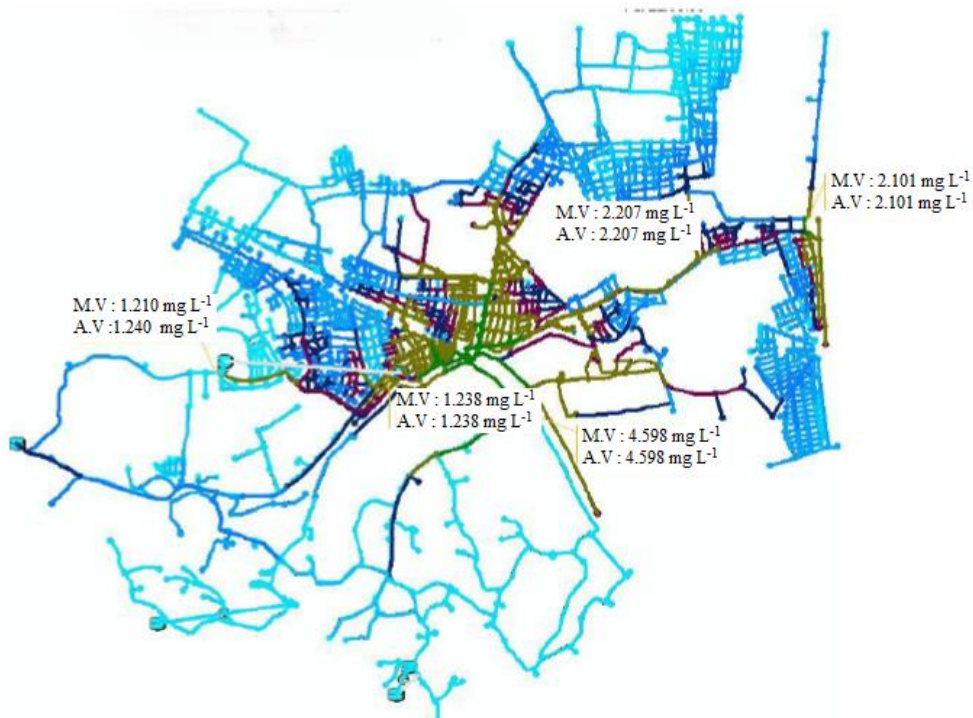 M.V : 2.101 mg L⁻¹
A.V : 2.101 mg L⁻¹
M.V : 2.207 mg L⁻¹
A.V : 2.207 mg L⁻¹
M.V : 1.210 mg L⁻¹
A.V :1.240 mg L⁻¹
M.V : 1.238 mg L⁻¹
A.V : 1.238 mg L⁻¹
M.V : 4.598 mg L⁻¹
A.V : 4.598 mg L⁻¹